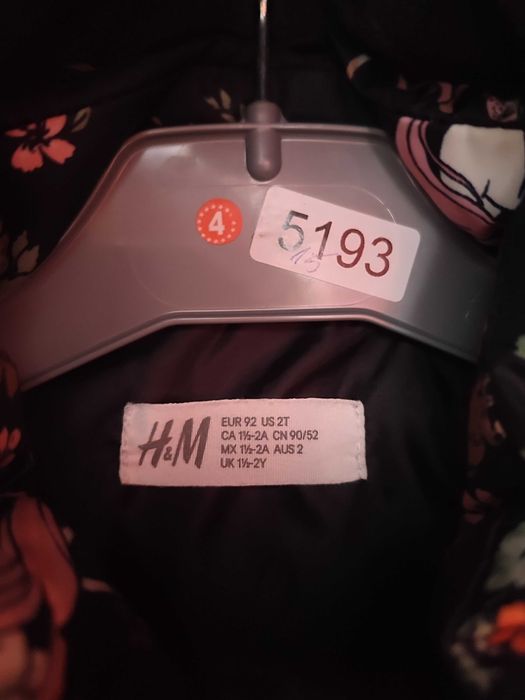 4
5193
15
H&M
EUR 92 US 2T
CA 1½-2A CN 90/52
MX 1½-2A AUS 2
UK 1½-2Y